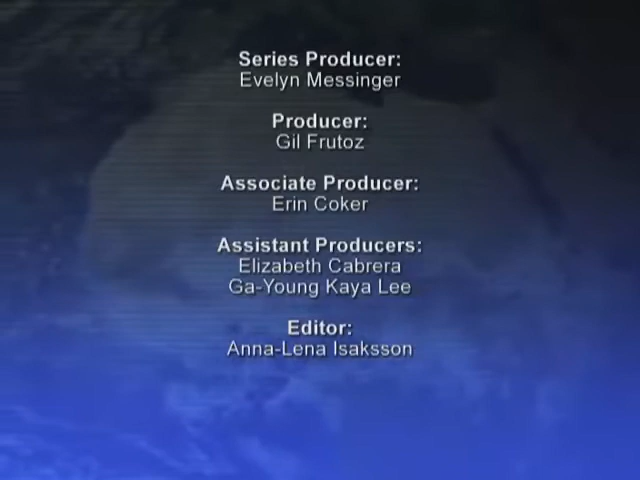 Series Producer:
Evelyn Messinger
Producer:
Gil Frutoz
Associate Producer:
Erin Coker
Assistant Producers:
Elizabeth Cabrera
Ga-Young Kaya Lee
Editor:
Anna-Lena Isaksson